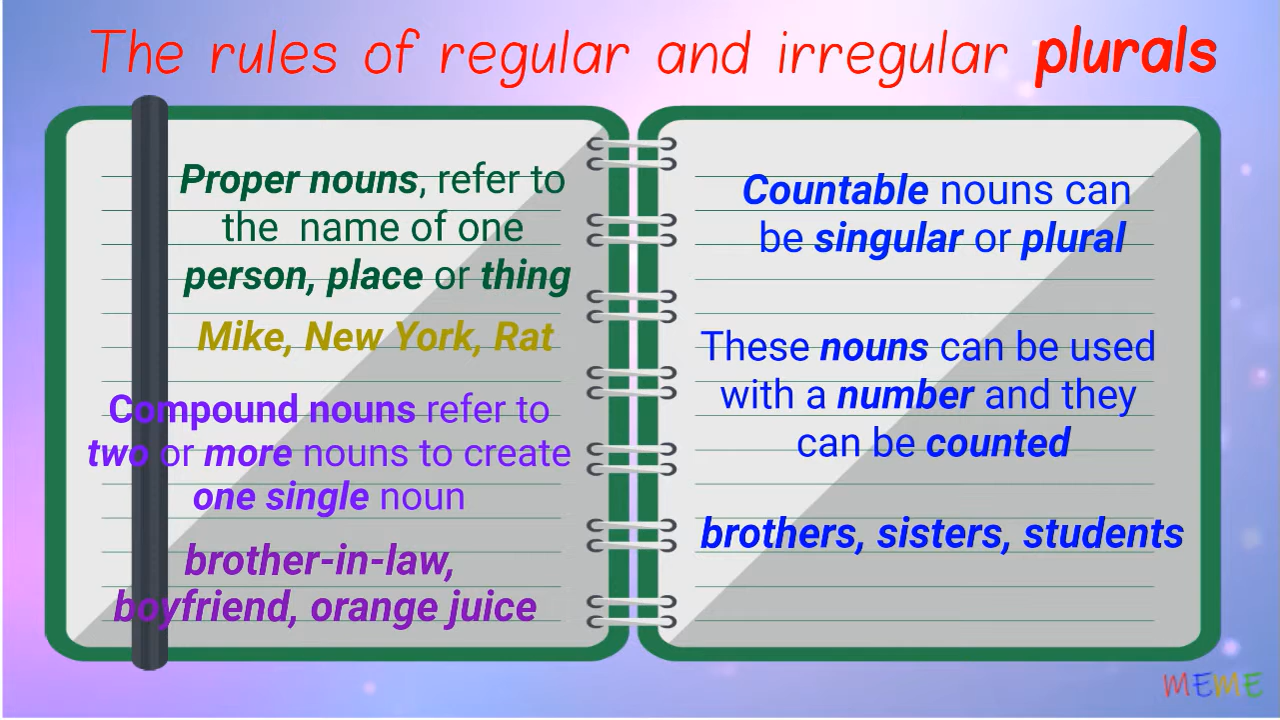 The rules of regular and irregular plurals
Proper nouns, refer to
the name of one
person, place or thing
Mike, New York, Rat
Compound nouns refer to
two or more nouns to create
one single noun
brother-in-law,
boyfriend, orange juice
Countable nouns can
be singular or plural
These nouns can be used
with a number and they
can be counted
brothers, sisters, students
MEME